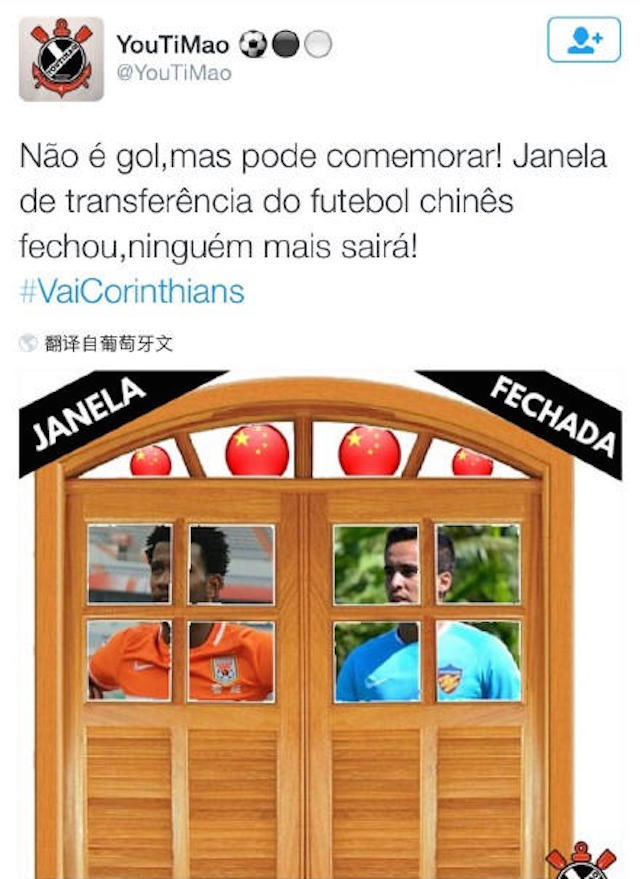 YouTiMao ⚽⚫⚪
@YouTiMao
Não é gol,mas pode comemorar! Janela
de transferência do futebol chinês
fechou,ninguém mais sairá!
#VaiCorinthians
翻译自葡萄牙文
JANELA
FECHADA